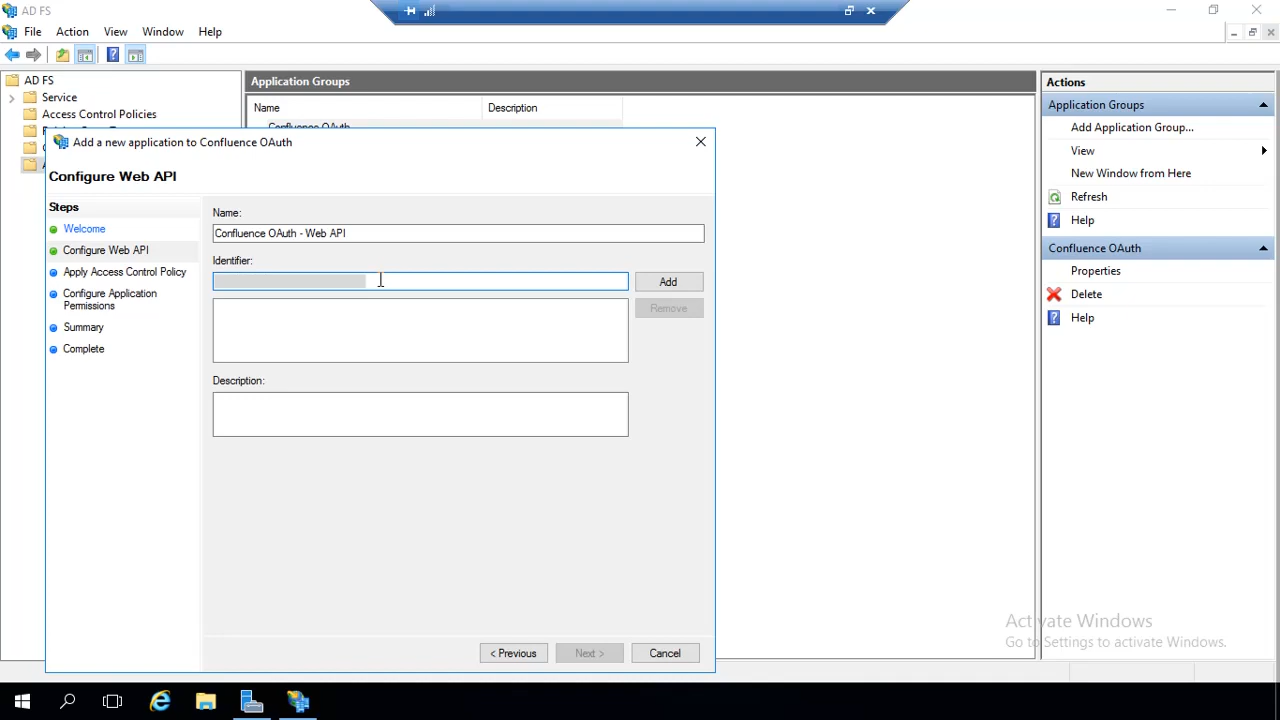 AD FS
File Action View Window Help
AD FS
Service
Access Control Policies
Application Groups
Name Description
Confluence OAuth
Add a new application to Confluence OAuth
Configure Web API
Steps
Welcome
Configure Web API
Apply Access Control Policy
Configure Application
Permissions
Summary
Complete
Name:
Confluence OAuth - Web API
Identifier:
Add
Remove
Description:
< Previous Next > Cancel
Actions
Application Groups
Add Application Group...
View
New Window from Here
Refresh
Help
Confluence OAuth
Properties
Delete
Help
Activate Windows
Go to Settings to activate Windows.